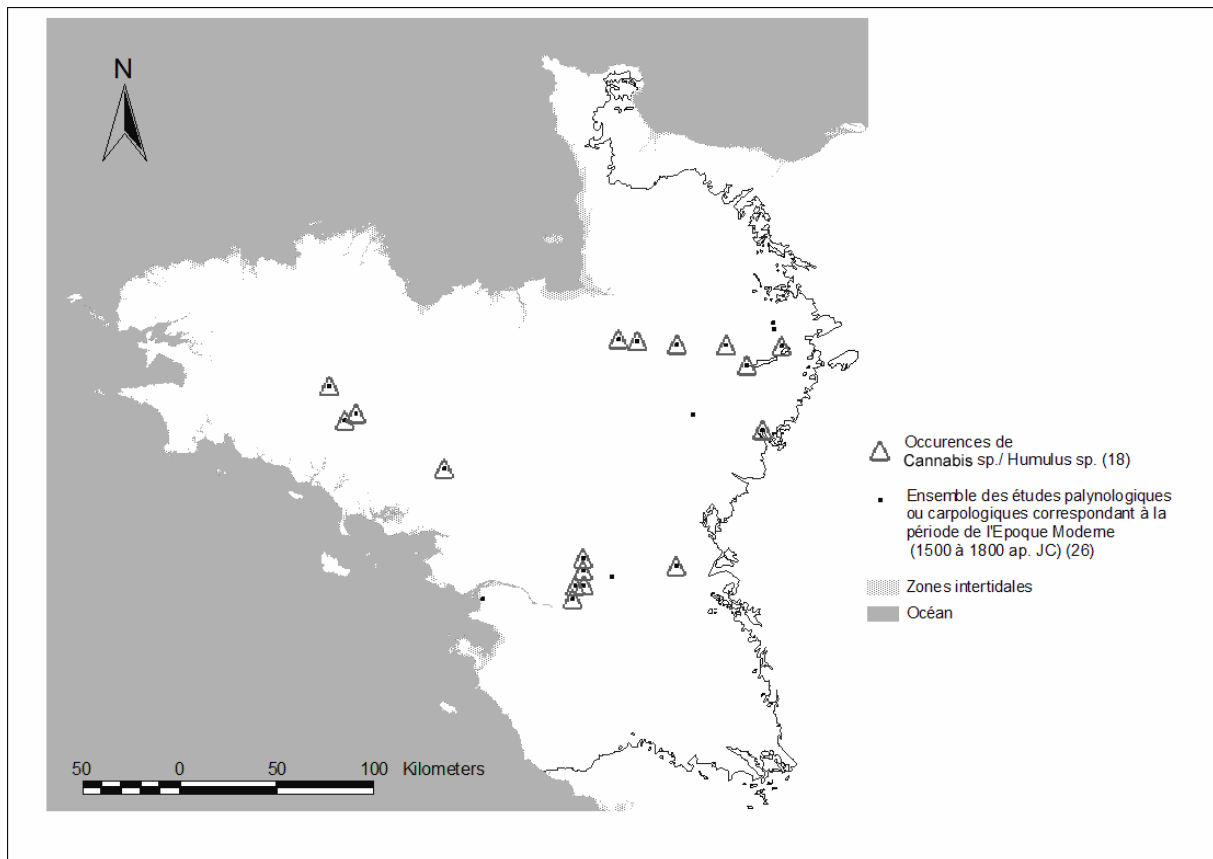 N
Occurences de
Cannabis sp./ Humulus sp. (18)
Ensemble des études palynologiques
ou carpologiques correspondant à la
période de l'Epoque Moderne
(1500 à 1800 ap. JC) (26)
Zones intertidales
Océan
50 0 50 100 Kilometers